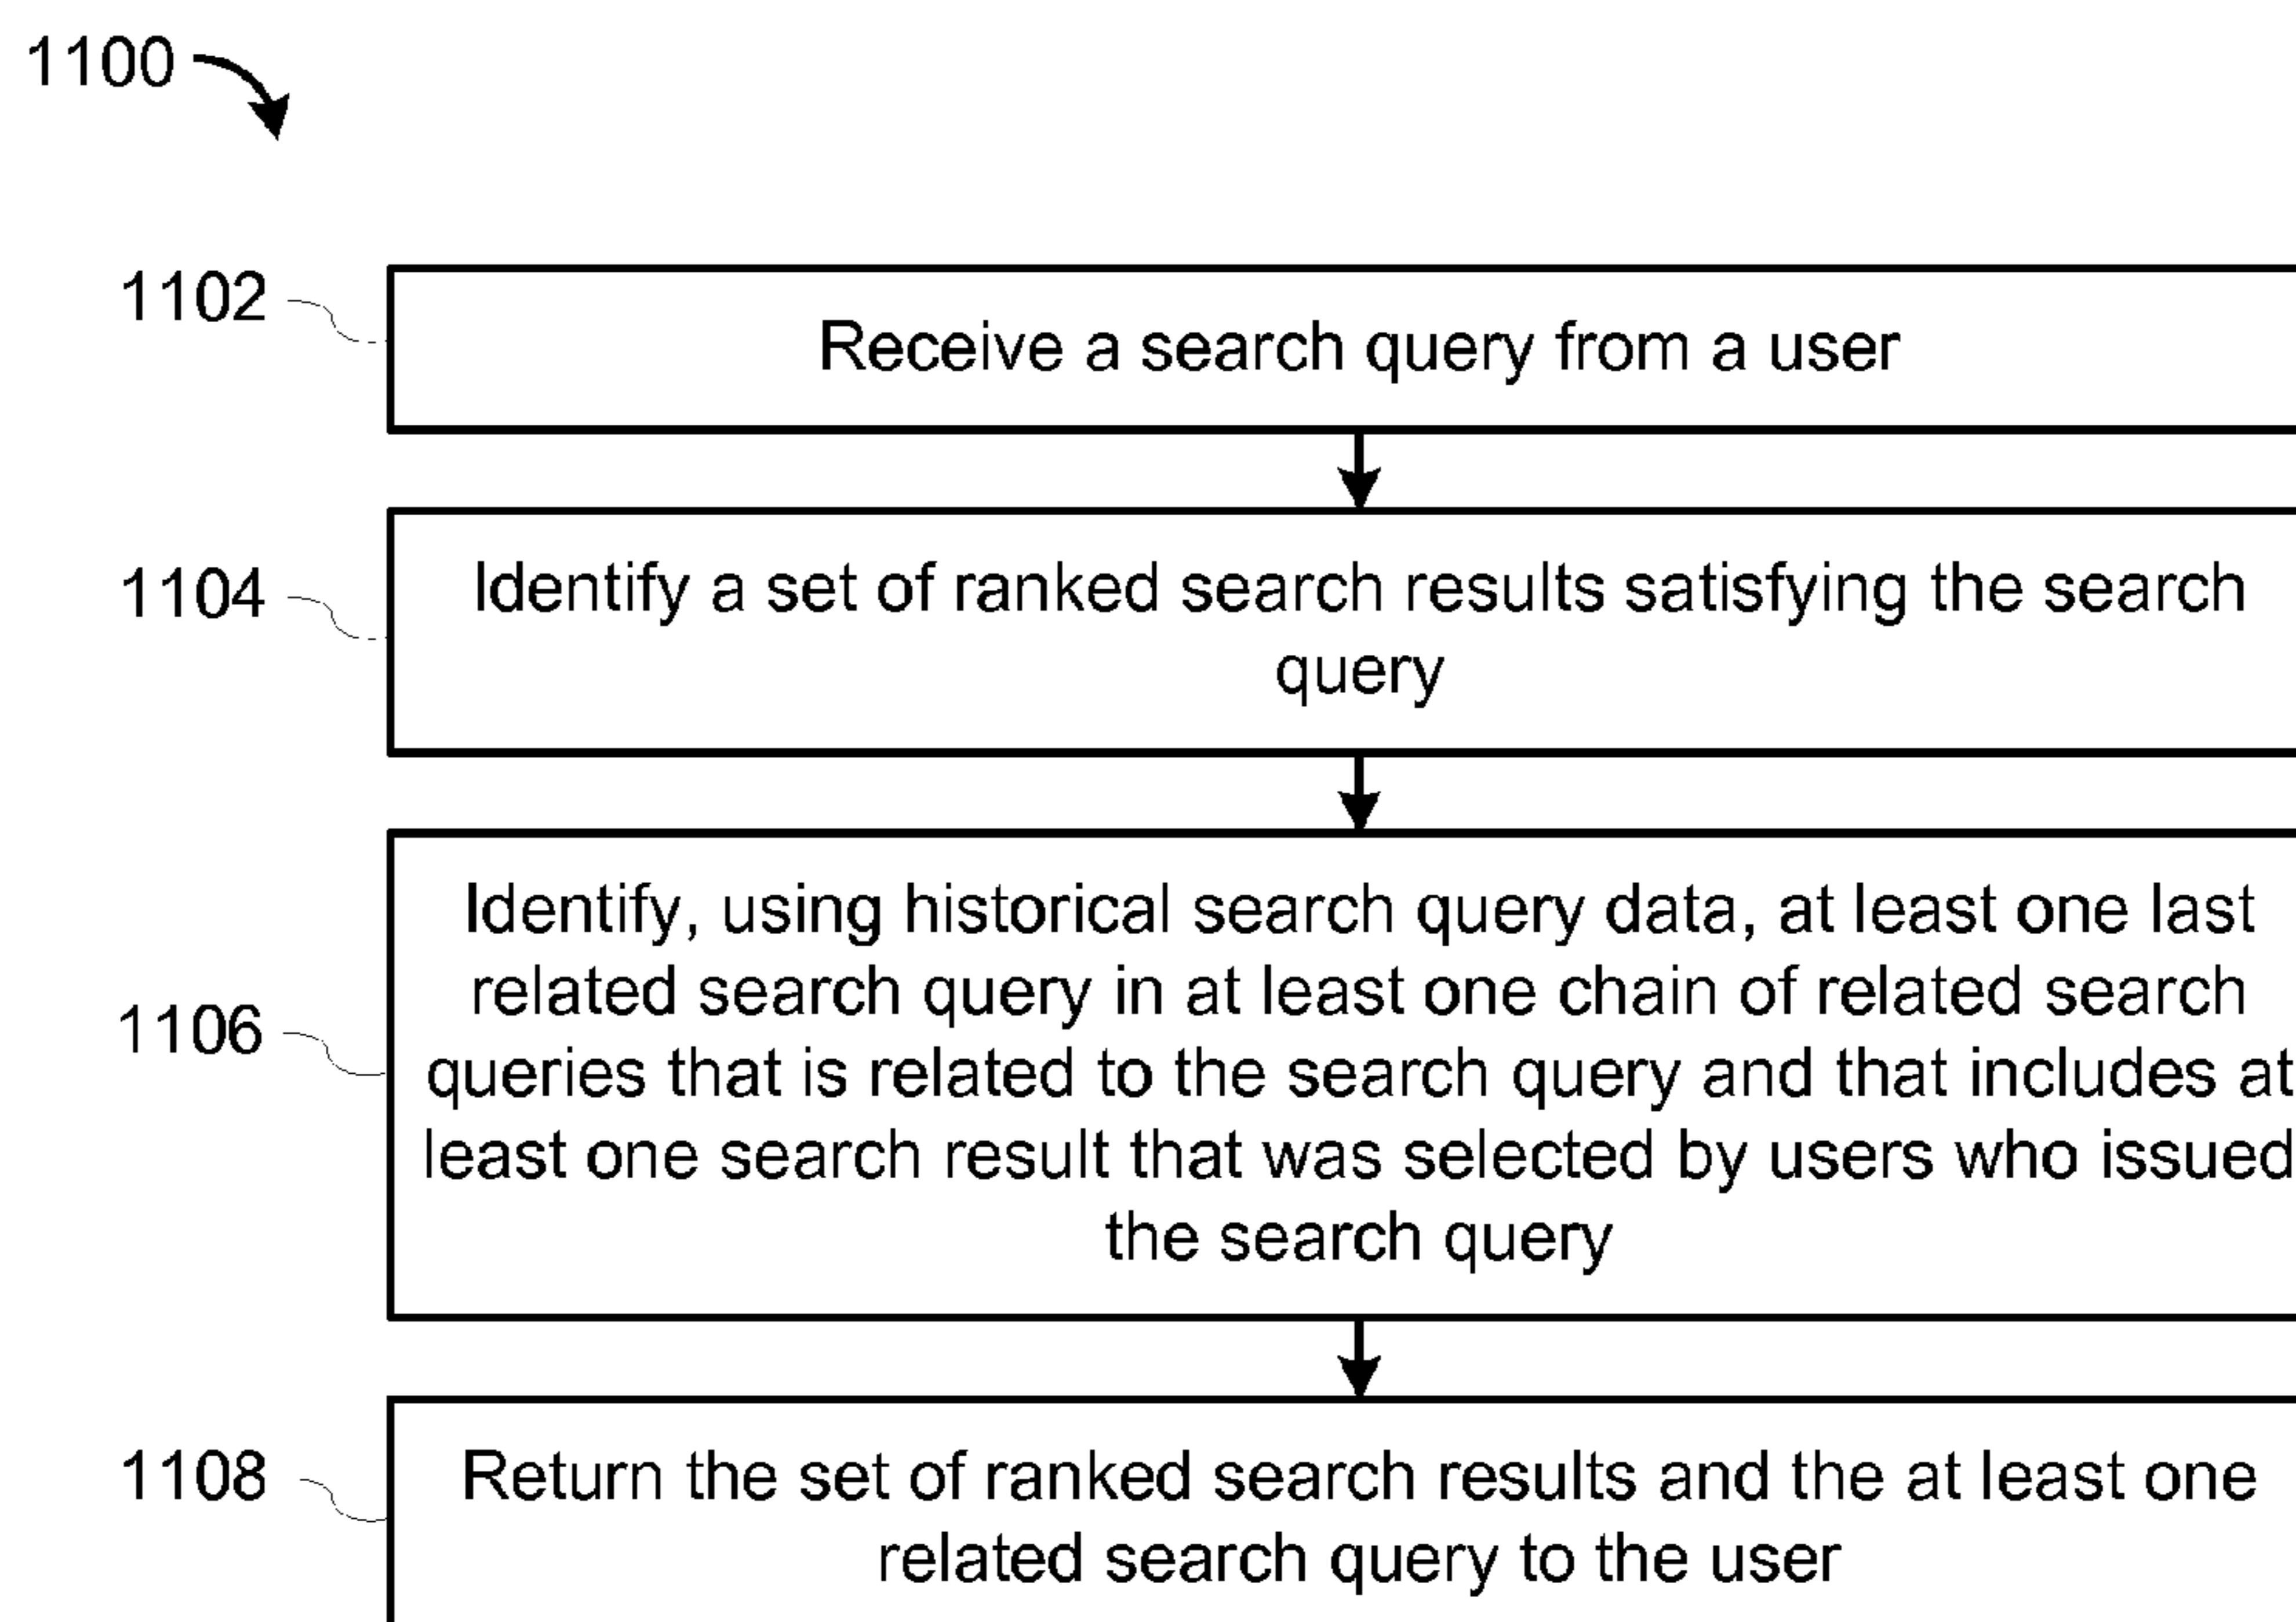 1100
1102
Receive a search query from a user
1104
Identify a set of ranked search results satisfying the search
query
Identify, using historical search query data, at least one last
related search query in at least one chain of related search
1106
queries that is related to the search query and that includes at
least one search result that was selected by users who issued
the search query
1108
Return the set of ranked search results and the at least one
related search query to the user